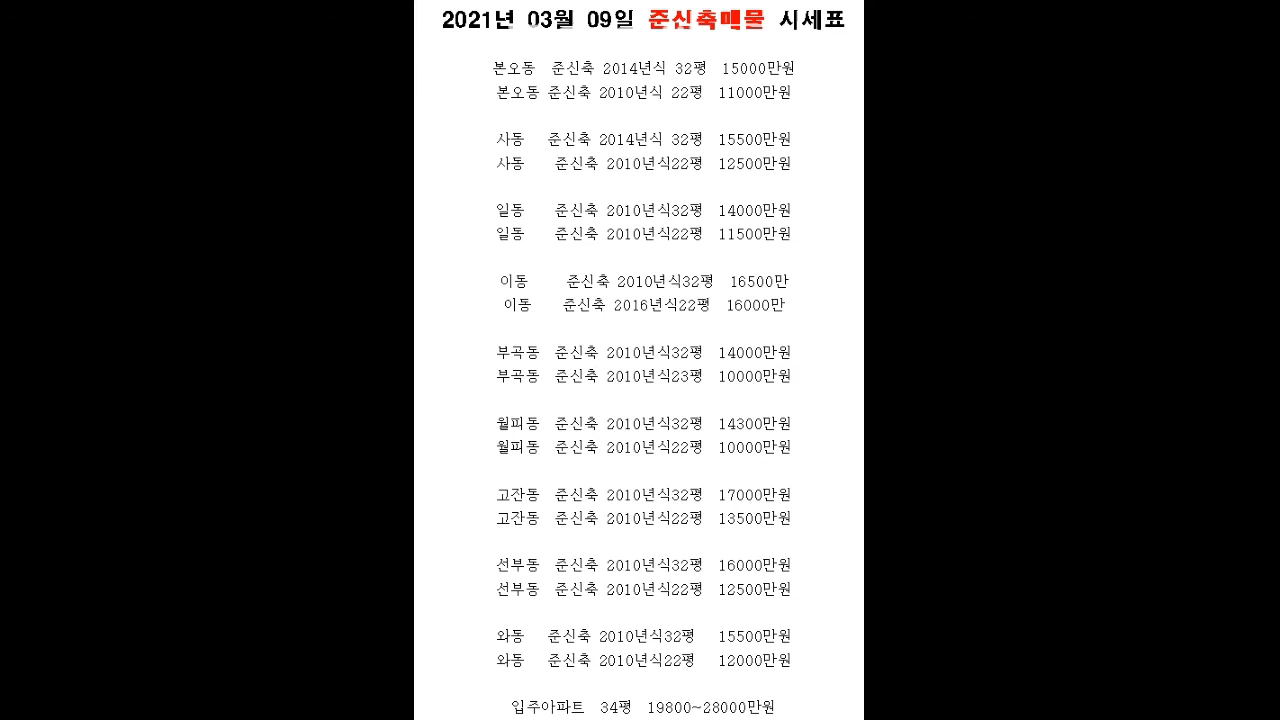 2021년 03월 09일 준신축매물 시세표
본오동 준신축 2014년식 32평 15000만원
본오동 준신축 2010년식 22평 11000만원
사동 준신축 2014년식 32평 15500만원
사동 준신축 2010년식22평 12500만원
일동 준신축 2010년식32평 14000만원
일동 준신축 2010년식22평 11500만원
이동 준신축 2010년식32평 16500만
이동 준신축 2016년식22평 16000만
부곡동 준신축 2010년식32평 14000만원
부곡동 준신축 2010년식23평 10000만원
월피동 준신축 2010년식32평 14300만원
월피동 준신축 2010년식22평 10000만원
고잔동 준신축 2010년식32평 17000만원
고잔동 준신축 2010년식22평 13500만원
선부동 준신축 2010년식32평 16000만원
선부동 준신축 2010년식22평 12500만원
와동 준신축 2010년식32평 15500만원
와동 준신축 2010년식22평 12000만원
입주아파트 34평 19800~28000만원